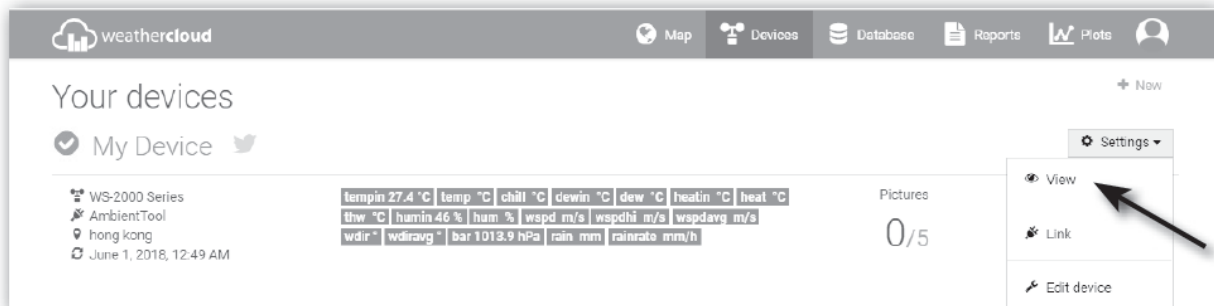 weathercloud Map Devices Database Reports Plots
Your devices
+ New
My Device
Settings
WS-2000 Series
AmbientTool
hong kong
June 1, 2018, 12:49 AM
tempin 27.4 °C temp °C chill °C dewin °C dew °C heatin °C heat °C
thw °C humin 46 % hum % wspd m/s wspdhi m/s wspdavg m/s
wdir ° wdiravg ° bar 1013.9 hPa rain mm rainrate mm/h
Pictures
0/5
View
Link
Edit device